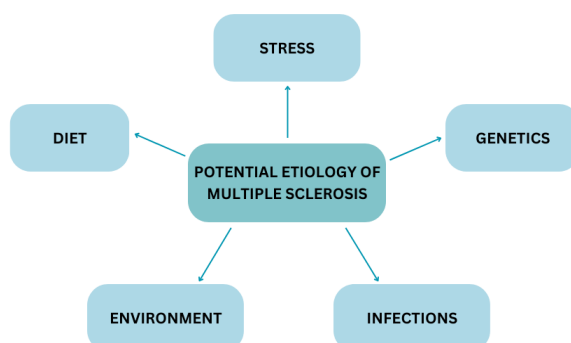 STRESS
DIET
GENETICS
POTENTIAL ETIOLOGY OF
MULTIPLE SCLEROSIS
ENVIRONMENT
INFECTIONS